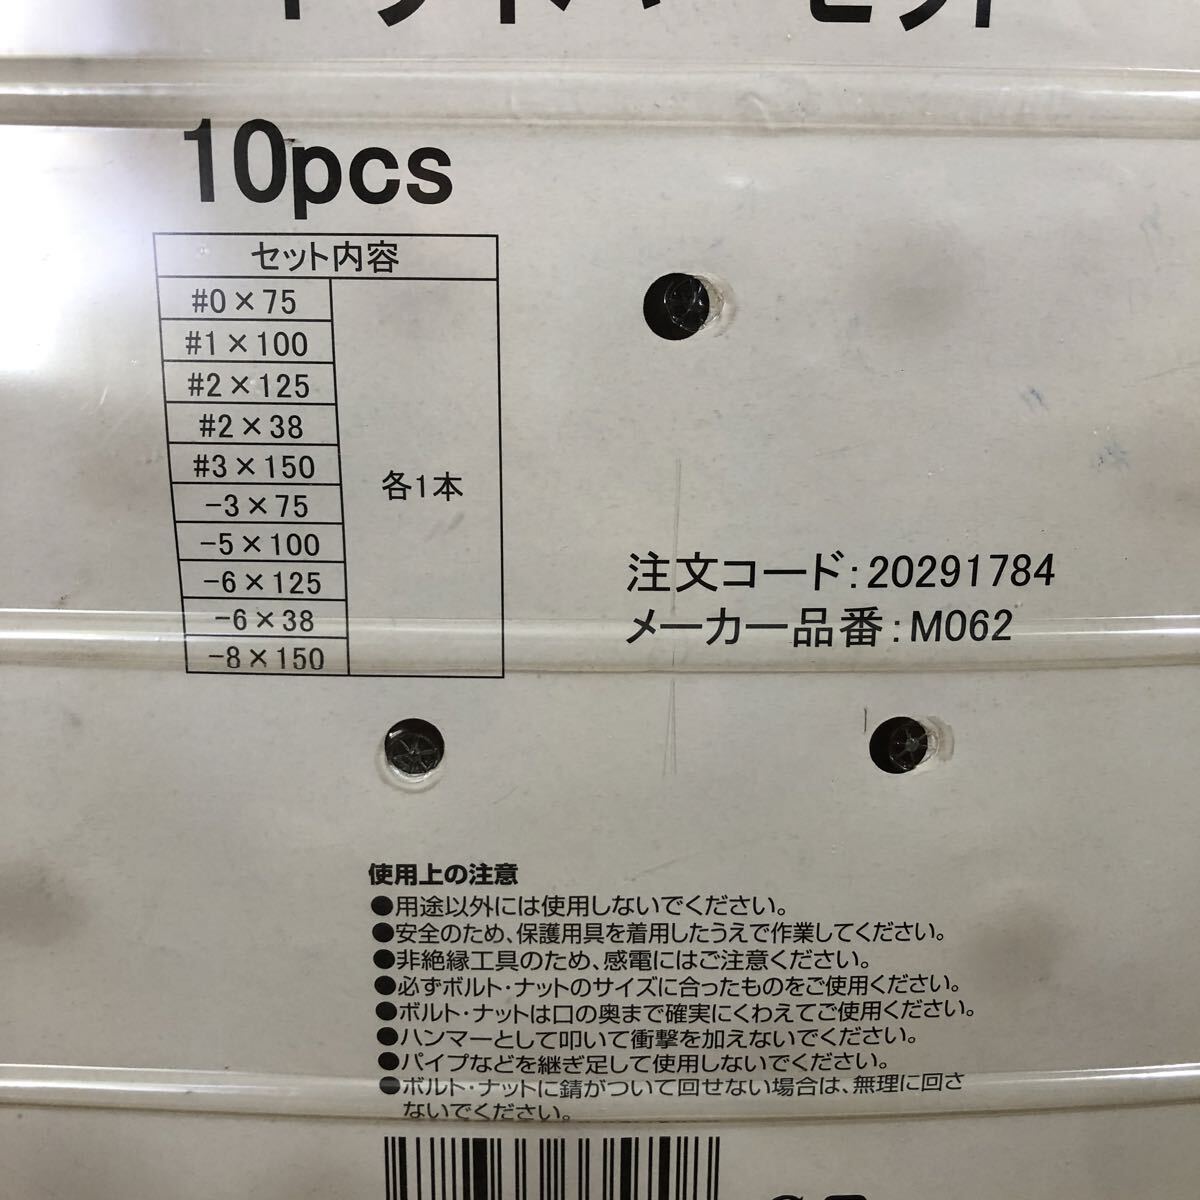 10pcs
セット内容
#0×75
#1×100
#2×125
#2×38
#3×150
-3×75
-5×100
-6×125
-6×38
-8×150
各1本
注文コード:20291784
メーカー品番:M062
使用上の注意
●用途以外には使用しないでください。
●安全のため、保護用具を着用したうえで作業してください。
●非絶縁工具のため、感電にはご注意ください。
●必ずボルト・ナットのサイズに合ったものをご使用ください。
●ボルト・ナットは口の奥まで確実にくわえてご使用ください。
●ハンマーとして叩いて衝撃を加えないでください。
●パイプなどを継ぎ足して使用しないでください。
●ボルト・ナットに錆がついて回せない場合は、無理に回さ
ないでください。